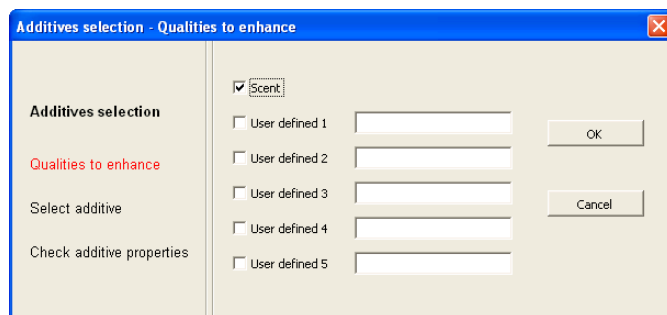 Additives selection - Qualities to enhance
Additives selection
Qualities to enhance
Select additive
Check additive properties
Scent
User defined 1
User defined 2
User defined 3
User defined 4
User defined 5
OK
Cancel